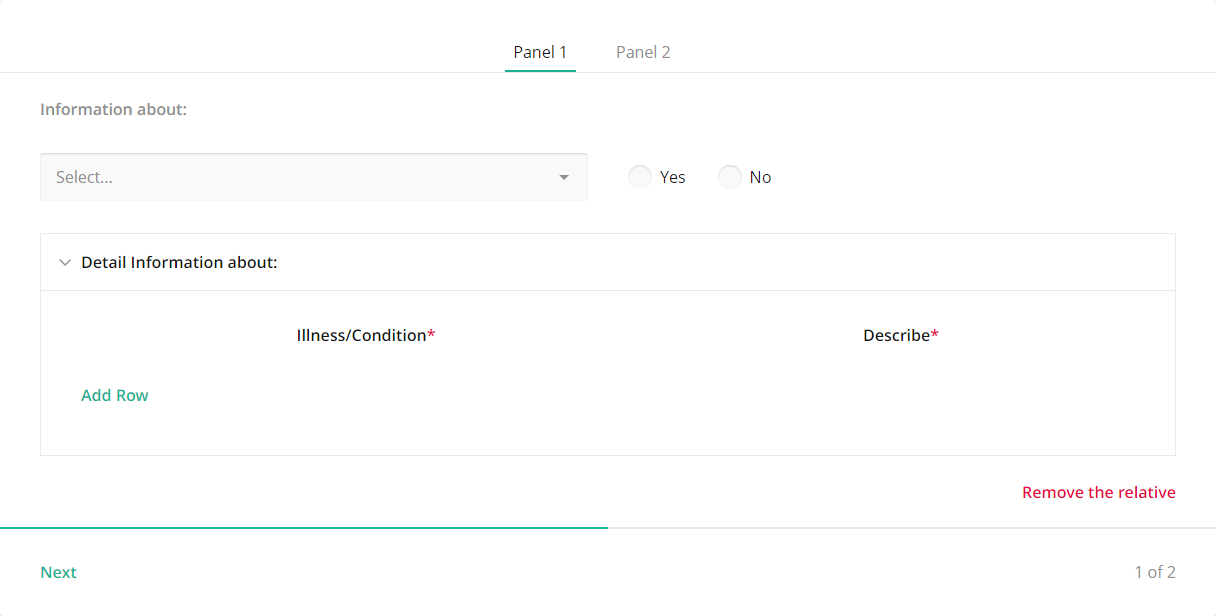 Panel 1 Panel 2
Information about:
Select... Yes No
Detail Information about:
Illness/Condition* Describe*
Add Row
Remove the relative
Next 1 of 2